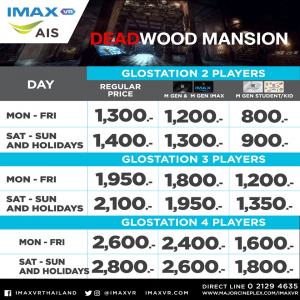 IMAX VR
AIS
DEADWOOD MANSION
DAY
GLOSTATION 2 PLAYERS
REGULAR PRICE
M GEN & M GEN IMAX
M GEN STUDENT/KID
MON - FRI
1,300.- 1,200.- 800.-
SAT - SUN AND HOLIDAYS
1,400.- 1,300.- 900.-
GLOSTATION 3 PLAYERS
MON - FRI
1,950.- 1,800.- 1,200.-
SAT - SUN AND HOLIDAYS
2,100.- 1,950.- 1,350.-
GLOSTATION 4 PLAYERS
MON - FRI
2,600.- 2,400.- 1,600.-
SAT - SUN AND HOLIDAYS
2,800.- 2,600.- 1,800.-
IMAXVRTHAILAND @IMAXVR IMAXVR.COM
DIRECT LINE 0 2129 4635
WWW.MAJORCINEPLEX.COM/IMAXVR